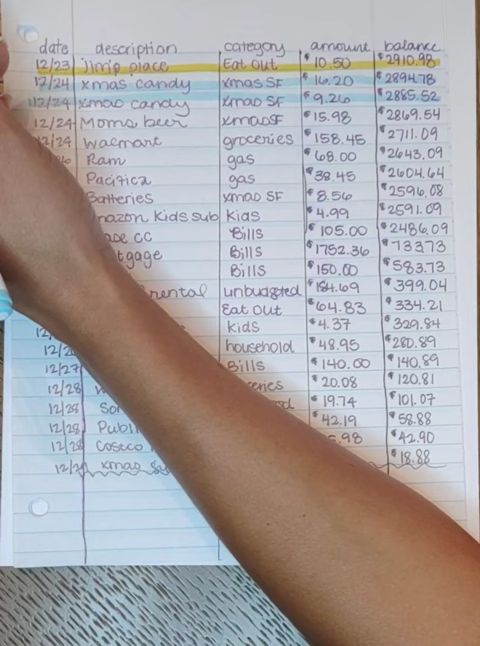 date description category amount balance
12/23 Jimip place Eat Out $10.50 $2910.98
12/24 xmas candy xmas SF $16.20 $2894.78
12/24 xmas candy xmas SF $9.26 $2885.52
12/24 Moms beer xmas SF $15.98 $2869.54
12/24 Walmart groceries $158.45 $2711.09
Ram gas $68.00 $2643.09
Pacifica gas $38.45 $2604.64
Batteries xmas SF $8.56 $2596.08
mazon Kids sub Kids $4.99 $2591.09
cc Bills $105.00 $2486.09
tgage Bills $1752.36 $733.73
Bills $150.00 $583.73
rental unbudgeted $184.69 $399.04
Eat Out $64.83 $334.21
Kids $4.37 $329.84
household $48.95 $280.89
12/27 Bills $140.00 $140.89
12/28 $20.08 $120.81
12/28 $19.74 $101.07
12/28 Publi $42.19 $58.88
12/28 Costco 5.98 $42.90
xmas $18.88